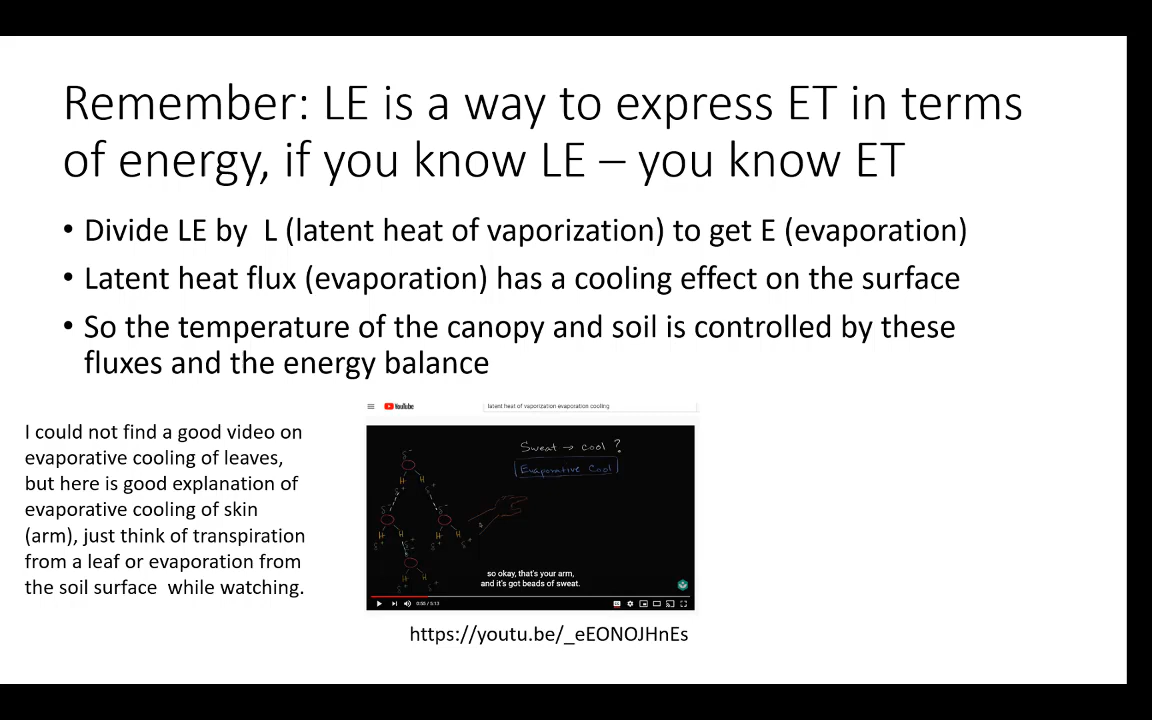 Remember: LE is a way to express ET in terms
of energy, if you know LE – you know ET
• Divide LE by  L (latent heat of vaporization) to get E (evaporation)
• Latent heat flux (evaporation) has a cooling effect on the surface
• So the temperature of the canopy and soil is controlled by these
fluxes and the energy balance
I could not find a good video on
evaporative cooling of leaves,
but here is good explanation of
evaporative cooling of skin
(arm), just think of transpiration
from a leaf or evaporation from
the soil surface  while watching.
YouTube
latent heat of vaporization evaporation cooling
Sweat → cool ?
Evaporative Cool
H H
H H H H
H H
so okay, that's your arm,
and it's got beads of sweat.
0:58 / 5:13
https://youtu.be/_eEONOJHnEs